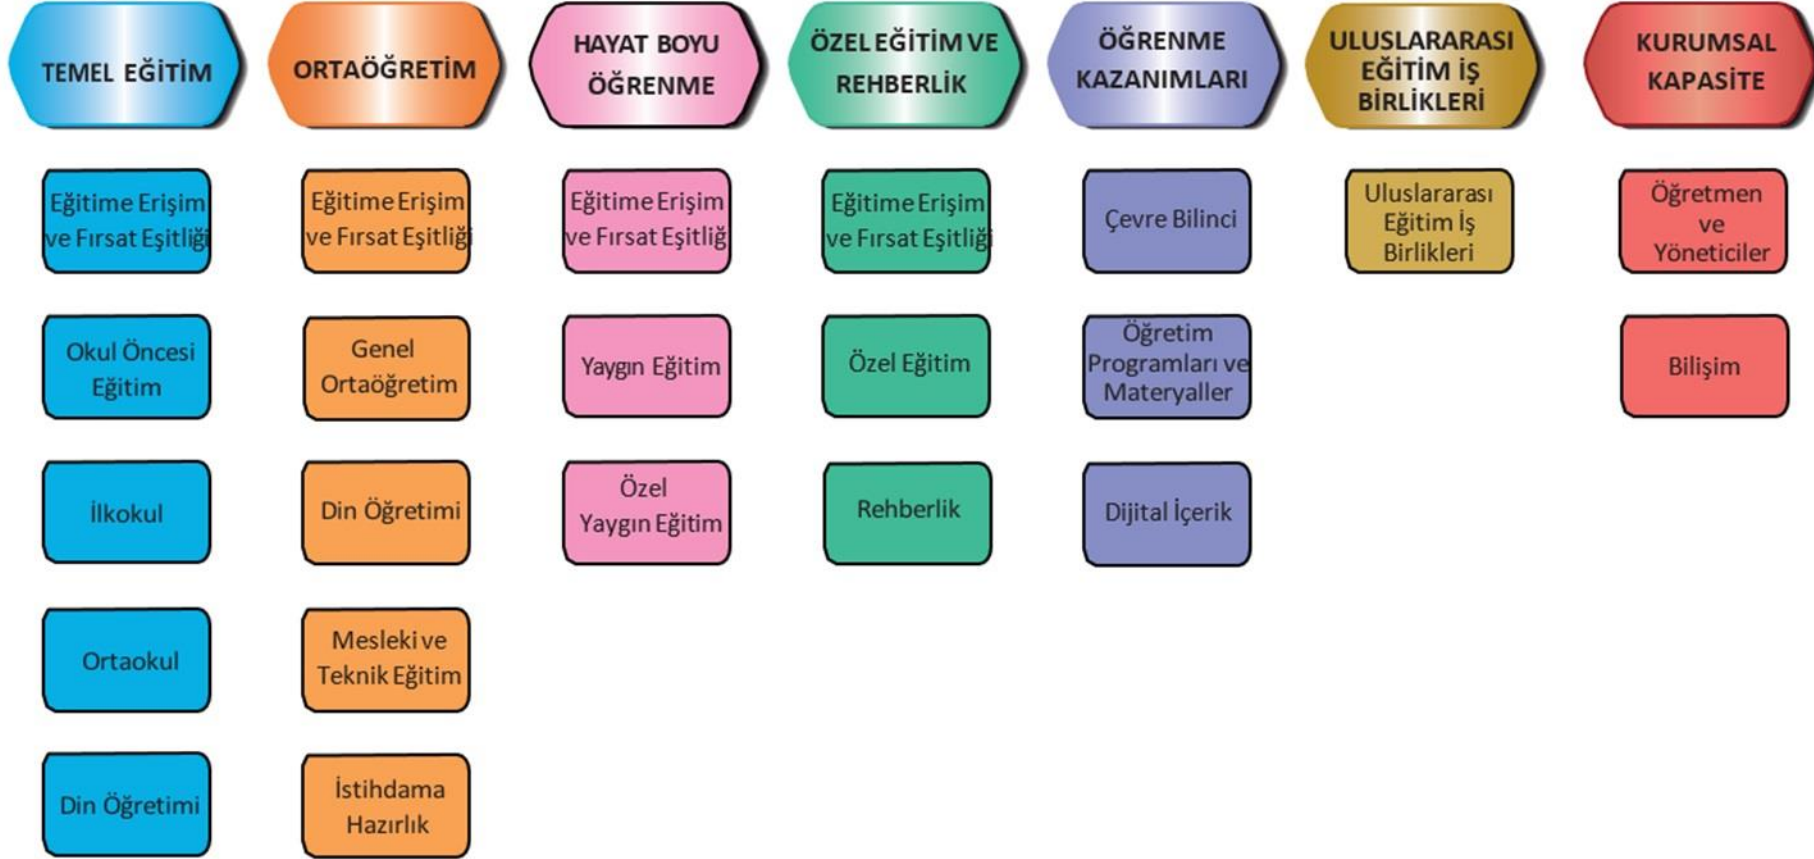 TEMEL EĞİTİM
ORTAÖĞRETİM
HAYAT BOYU
ÖĞRENME
ÖZEL EĞİTİM VE
REHBERLİK
ÖĞRENME
KAZANIMLARI
ULUSLARARASI
EĞİTİM İŞ
BİRLİKLERİ
KURUMSAL
KAPASİTE
Eğitime Erişim
ve Fırsat Eşitliği
Eğitime Erişim
ve Fırsat Eşitliği
Eğitime Erişim
ve Fırsat Eşitliğ
Eğitime Erişim
ve Fırsat Eşitliği
Çevre Bilinci
Uluslararası
Eğitim İş
Birlikleri
Öğretmen
ve
Yöneticiler
Okul Öncesi
Eğitim
Genel
Ortaöğretim
Yaygın Eğitim
Özel Eğitim
Öğretim
Programları ve
Materyaller
Bilişim
İlkokul
Din Öğretimi
Özel
Yaygın Eğitim
Rehberlik
Dijital İçerik
Ortaokul
Mesleki ve
Teknik Eğitim
Din Öğretimi
İstihdama
Hazırlık